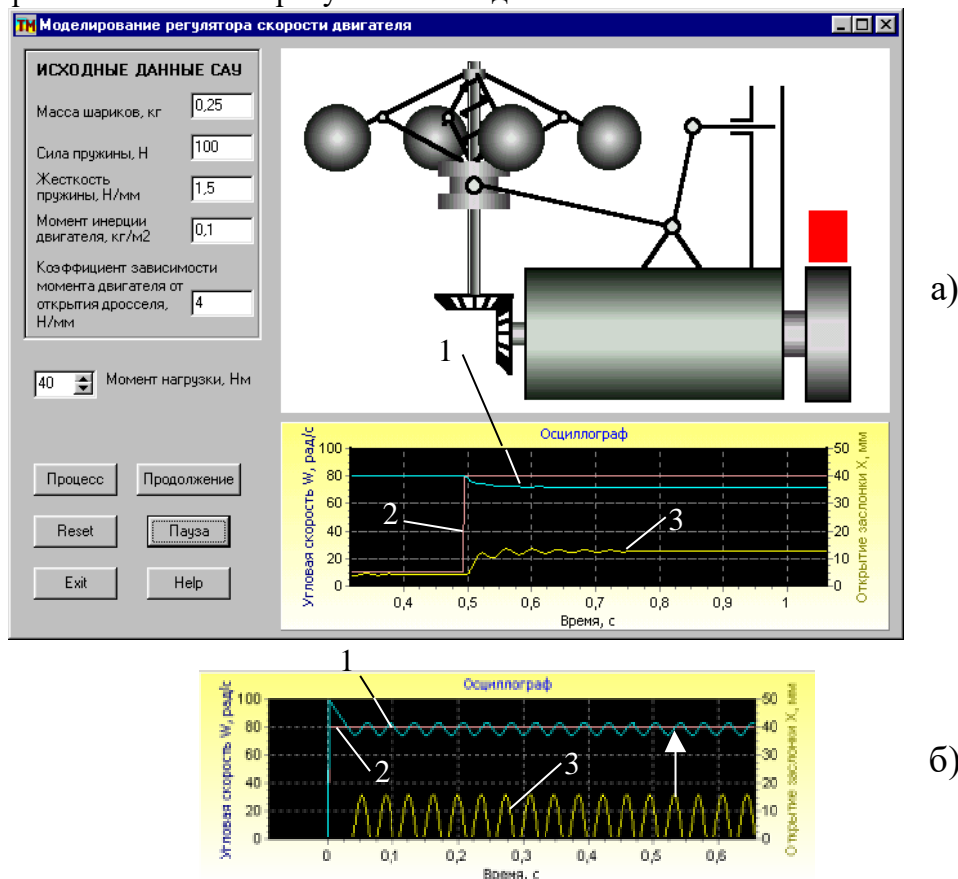 Моделирование регулятора скорости двигателя
ИСХОДНЫЕ ДАННЫЕ САУ
Масса шариков, кг 0,25
Сила пружины, Н 100
Жесткость
пружины, Н/мм 1,5
Момент инерции
двигателя, кг/м2 0,1
Коэффициент зависимости
момента двигателя от
открытия дросселя, 4
Н/мм
40 Момент нагрузки, Нм
Процесс Продолжение
Reset Пауза
Exit Help
а)
1
Осциллограф
Угловая скорость W, рад/с
100
80
60
40
20
0
2
3
50
40
30
20
10
0
Открытие заслонки X, мм
0,4 0,5 0,6 0,7 0,8 0,9 1
Время, с
1
Осциллограф
Угловая скорость W, рад/с
100
80
60
40
20
0
2
3
50
40
30
20
10
0
Открытие заслонки X, мм
0 0,1 0,2 0,3 0,4 0,5 0,6
Время, с
б)